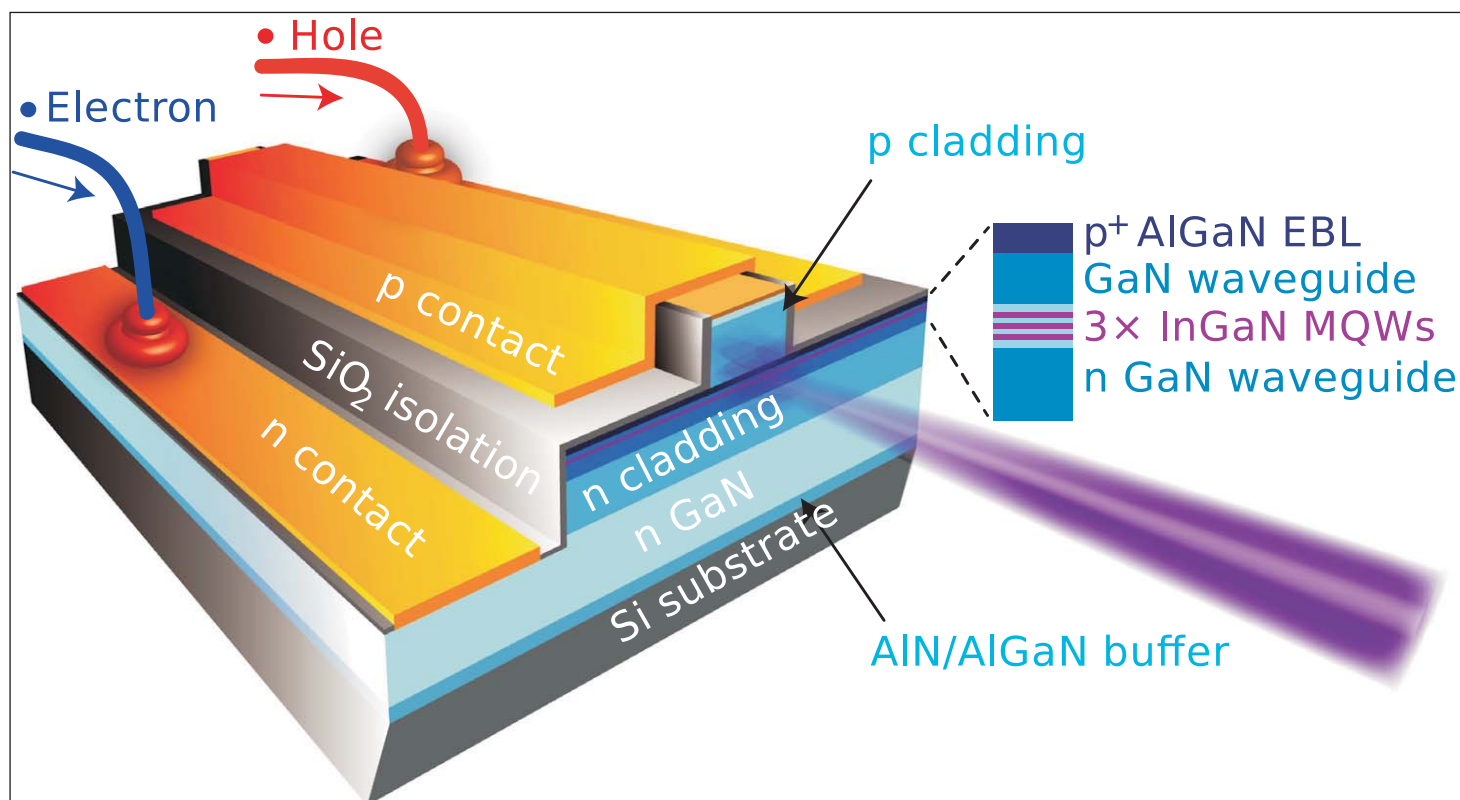 • Hole
• Electron
p cladding
p⁺ AlGaN EBL
GaN waveguide
3× InGaN MQWs
n GaN waveguide
p contact
SiO₂ isolation
n contact
n cladding
n GaN
Si substrate
AlN/AlGaN buffer